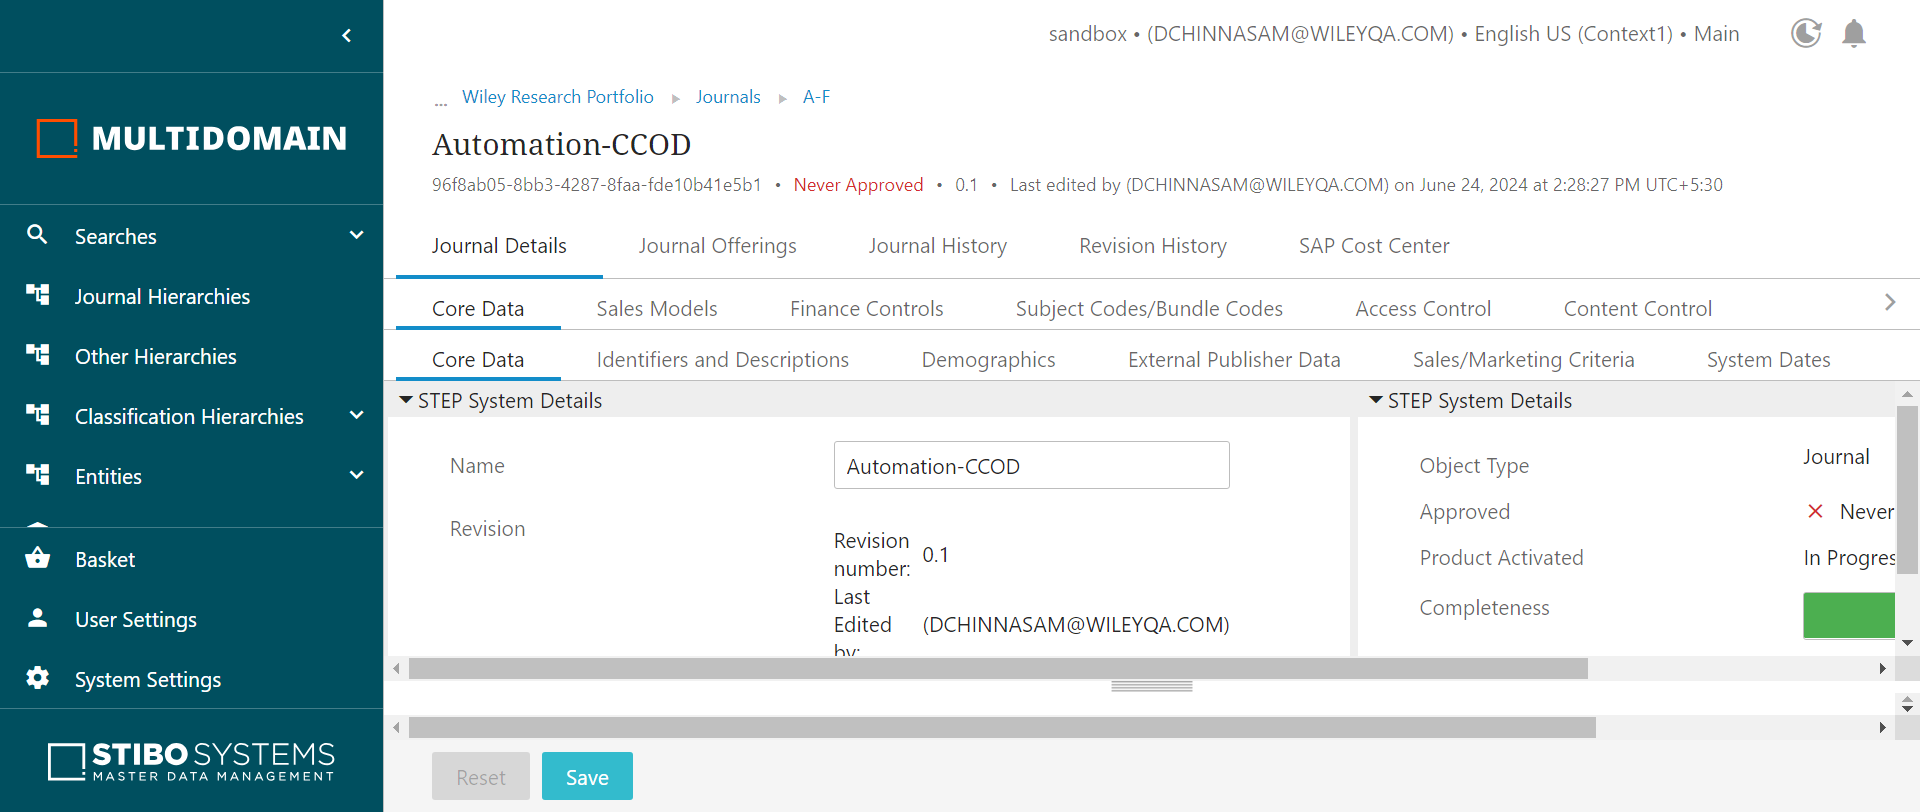 sandbox • (DCHINNASAM@WILEYQA.COM) • English US (Context1) • Main
MULTIDOMAIN
Searches
Journal Hierarchies
Other Hierarchies
Classification Hierarchies
Entities
Basket
User Settings
System Settings
STIBO SYSTEMS
MASTER DATA MANAGEMENT
... Wiley Research Portfolio Journals A-F
Automation-CCOD
96f8ab05-8bb3-4287-8faa-fde10b41e5b1 • Never Approved • 0.1 • Last edited by (DCHINNASAM@WILEYQA.COM) on June 24, 2024 at 2:28:27 PM UTC+5:30
Journal Details Journal Offerings Journal History Revision History SAP Cost Center
Core Data Sales Models Finance Controls Subject Codes/Bundle Codes Access Control Content Control
Core Data Identifiers and Descriptions Demographics External Publisher Data Sales/Marketing Criteria System Dates
STEP System Details
Name Automation-CCOD
Revision
Revision
number: 0.1
Last
Edited (DCHINNASAM@WILEYQA.COM)
by:
STEP System Details
Object Type Journal
Approved Never
Product Activated In Progres
Completeness
Reset Save